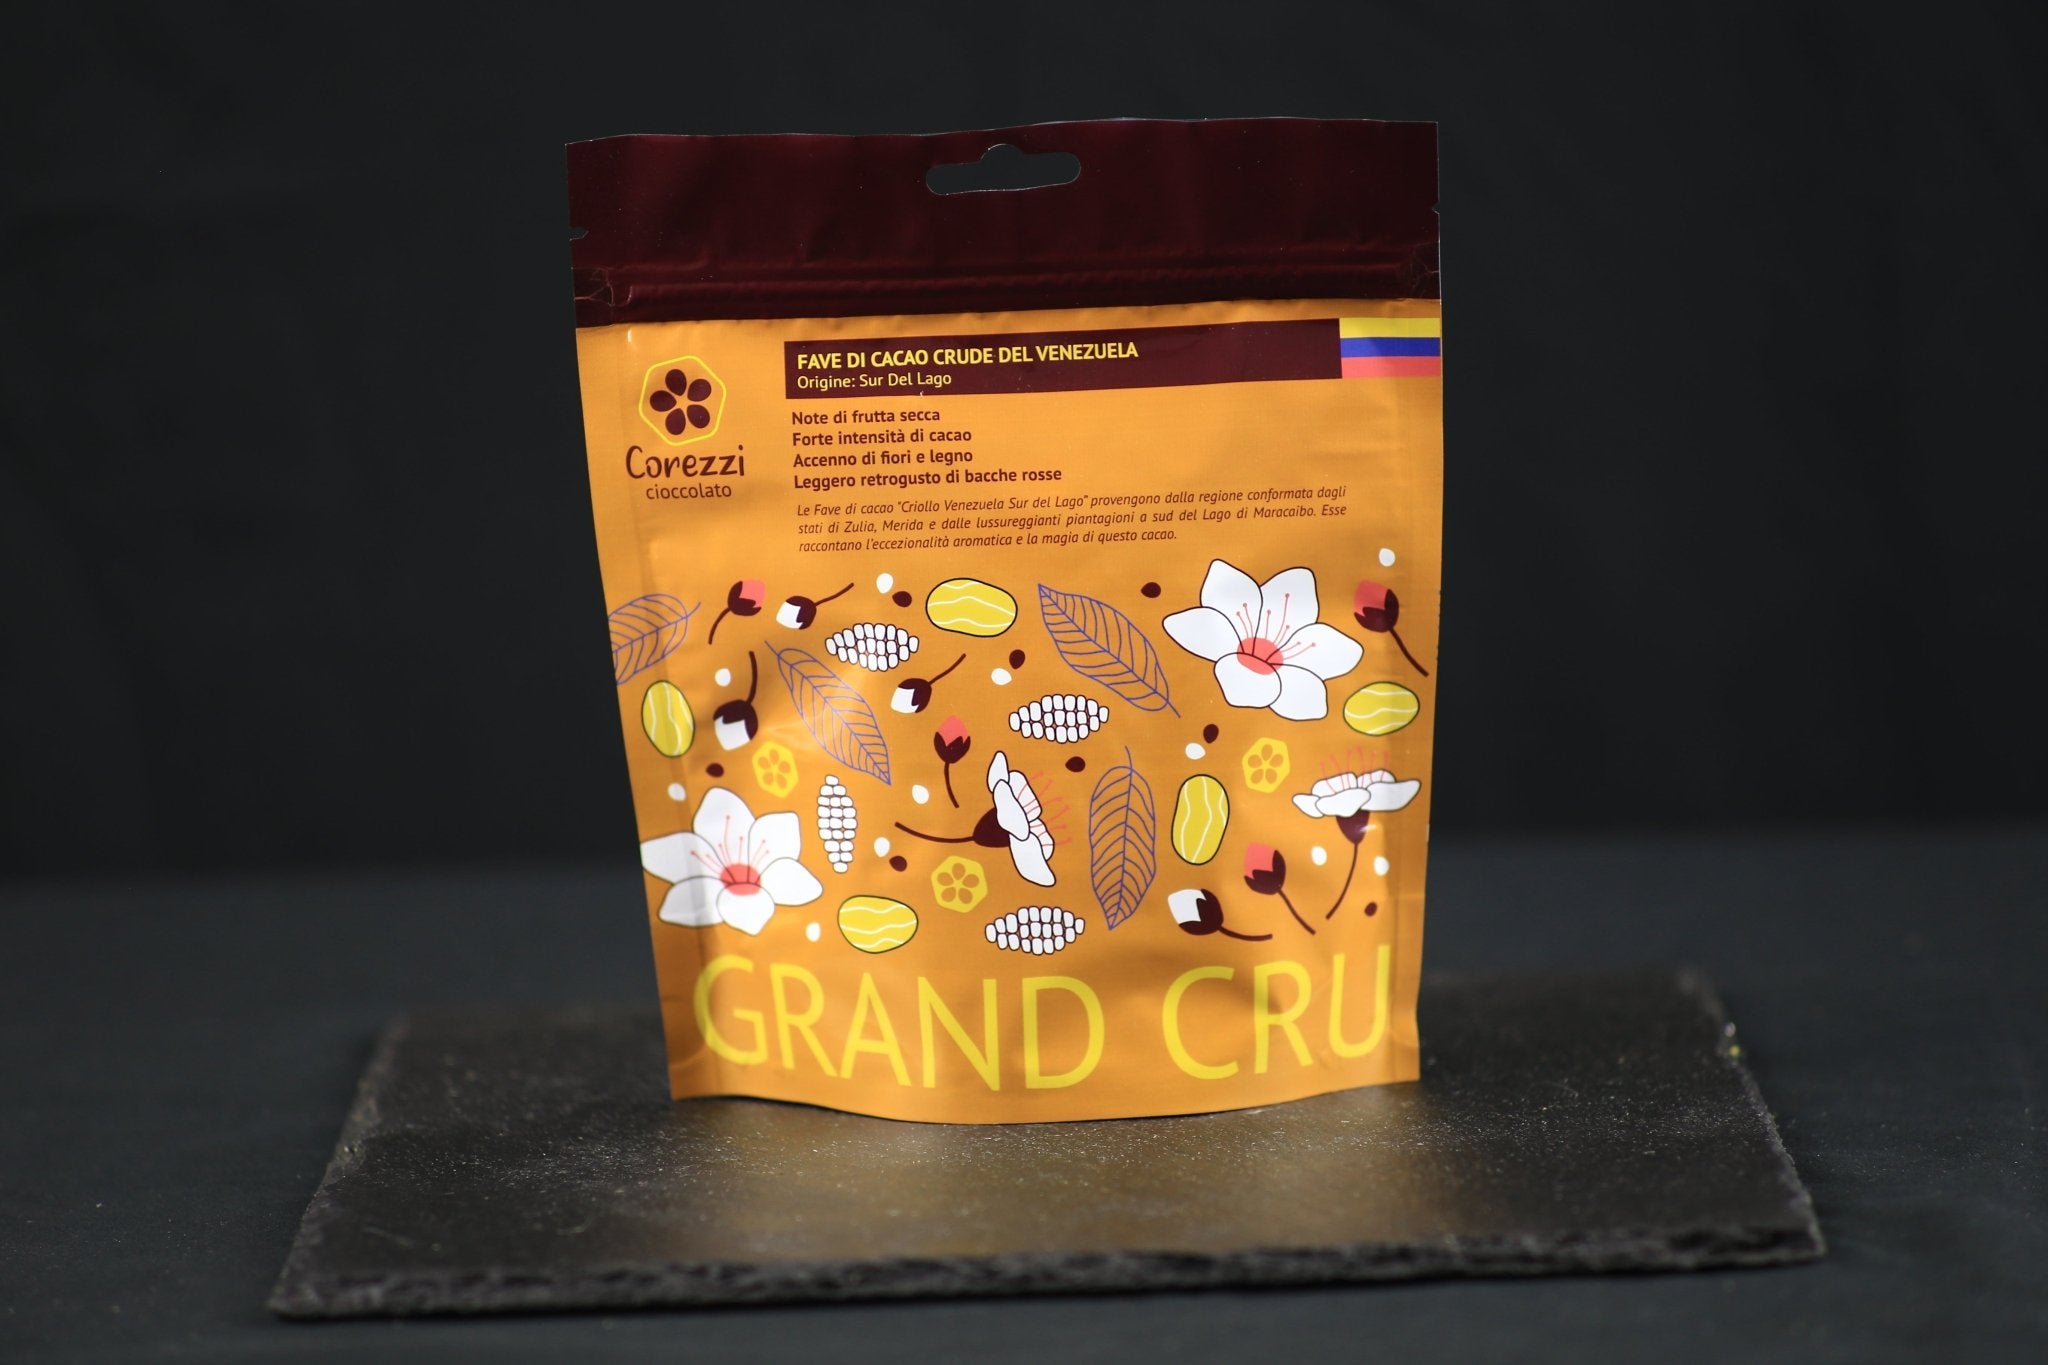 FAVE DI CACAO CRUDE DEL VENEZUELA
Origine: Sur Del Lago
Corezzi
cioccolato
Note di frutta secca
Forte intensità di cacao
Accenno di fiori e legno
Leggero retrogusto di bacche rosse
Le Fave di cacao "Criollo Venezuela Sur del Lago" provengono dalla regione conformata dagli
stati di Zulia, Merida e dalle lussureggianti piantagioni a sud del Lago di Maracaibo. Esse
raccontano l'eccezionalità aromatica e la magia di questo cacao.
GRAND CRU